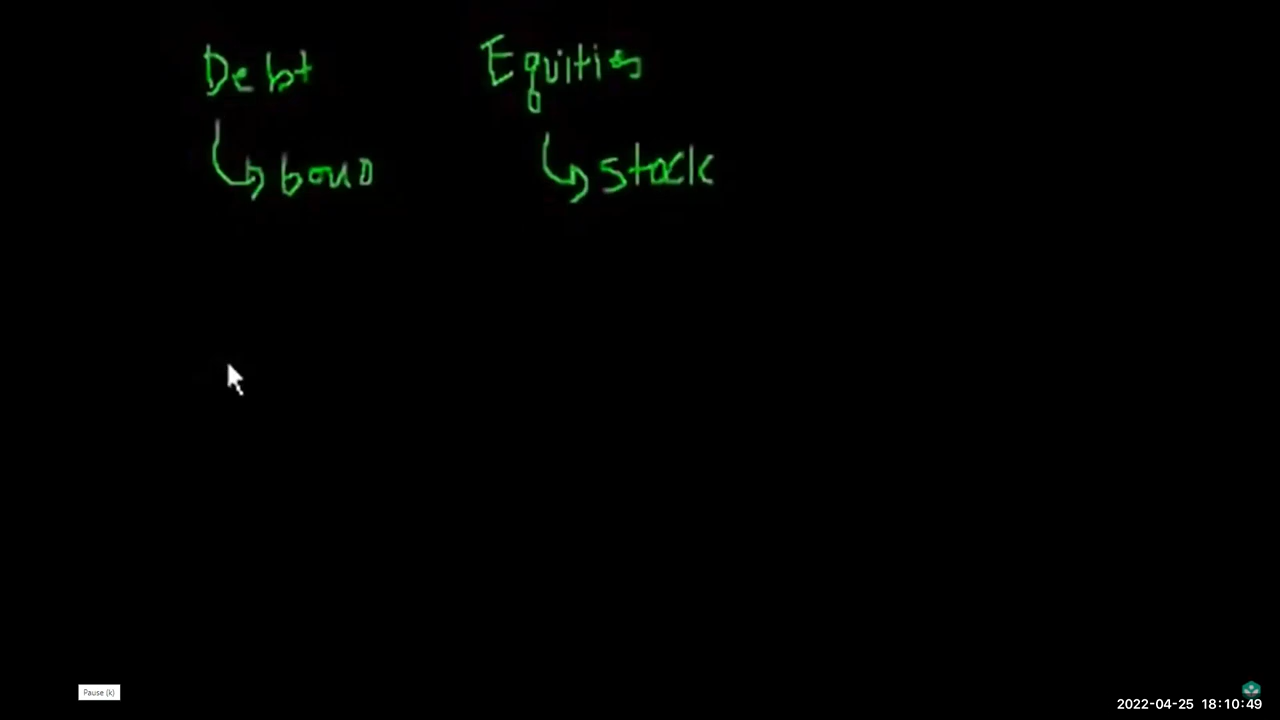 Debt Equities
bond stock
Pause (k)
2022-04-25 18:10:49